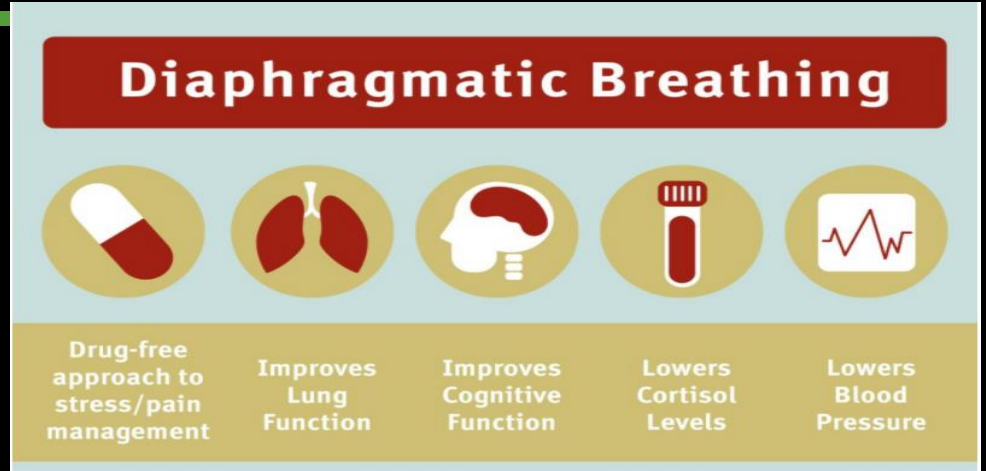 Diaphragmatic Breathing
Drug-free
approach to
stress/pain
management
Improves
Lung
Function
Improves
Cognitive
Function
Lowers
Cortisol
Levels
Lowers
Blood
Pressure